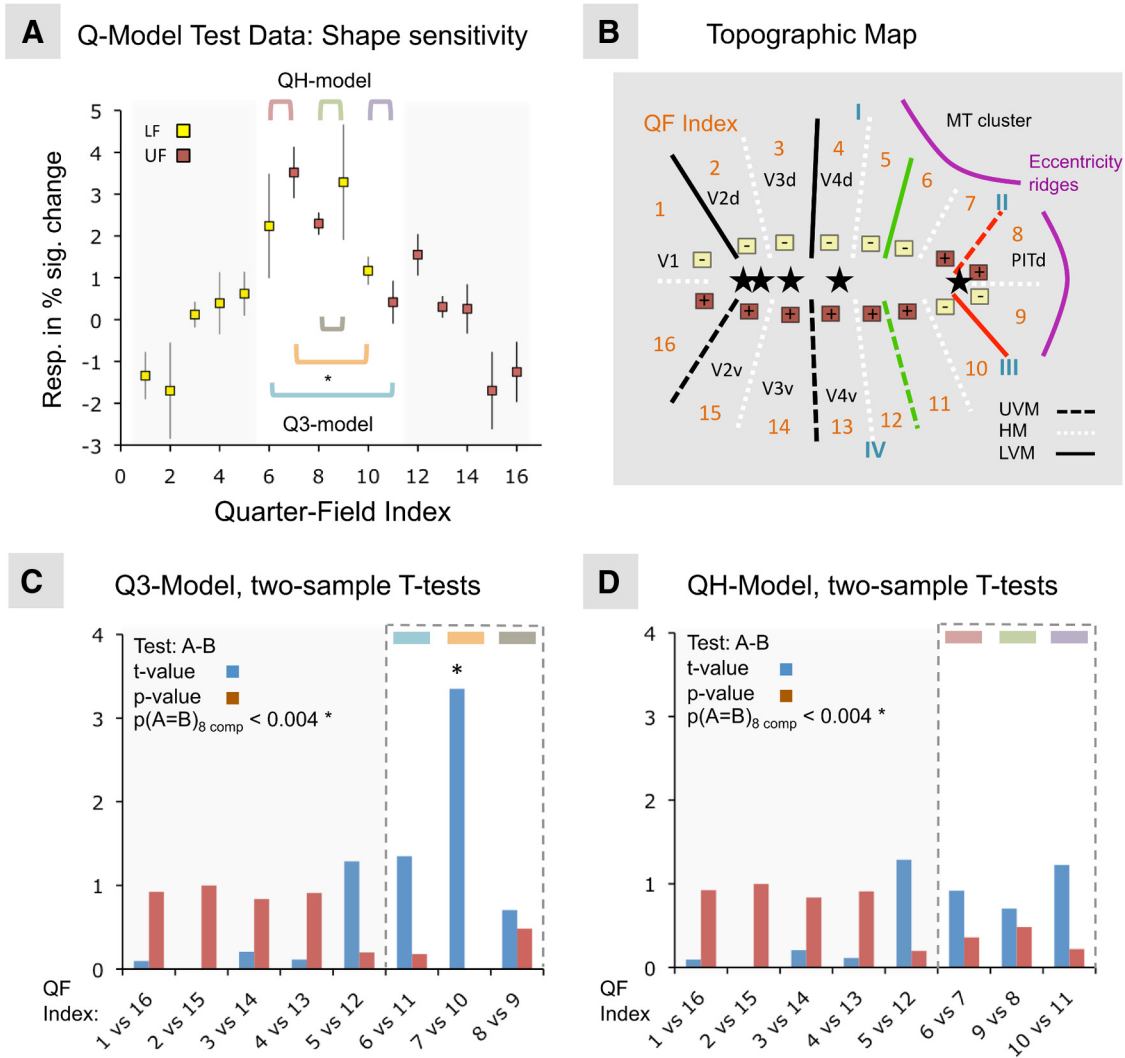 A
Q-Model Test Data: Shape sensitivity
QH-model
LF
UF
Resp. in % sig. change
5
4
3
2
1
0
-1
-2
-3
*
Q3-model
0 2 4 6 8 10 12 14 16
Quarter-Field Index
B
Topographic Map
QF Index
I
MT cluster
Eccentricity
ridges
1
2
3
4
5
6
7
II
8
V2d
V3d
V4d
V1
PITd
- - - - - - + +
+ + + + + + - -
9
10
III
11
12
13
IV
14
15
16
V2v
V3v
V4v
UVM
HM
LVM
C
Q3-Model, two-sample T-tests
Test: A-B
t-value
p-value
p(A=B)8 comp < 0.004 *
*
4
3
2
1
0
QF
Index:
1 vs 16
2 vs 15
3 vs 14
4 vs 13
5 vs 12
6 vs 11
7 vs 10
8 vs 9
D
QH-Model, two-sample T-tests
Test: A-B
t-value
p-value
p(A=B)8 comp < 0.004 *
4
3
2
1
0
QF
Index
1 vs 16
2 vs 15
3 vs 14
4 vs 13
5 vs 12
6 vs 7
9 vs 8
10 vs 11